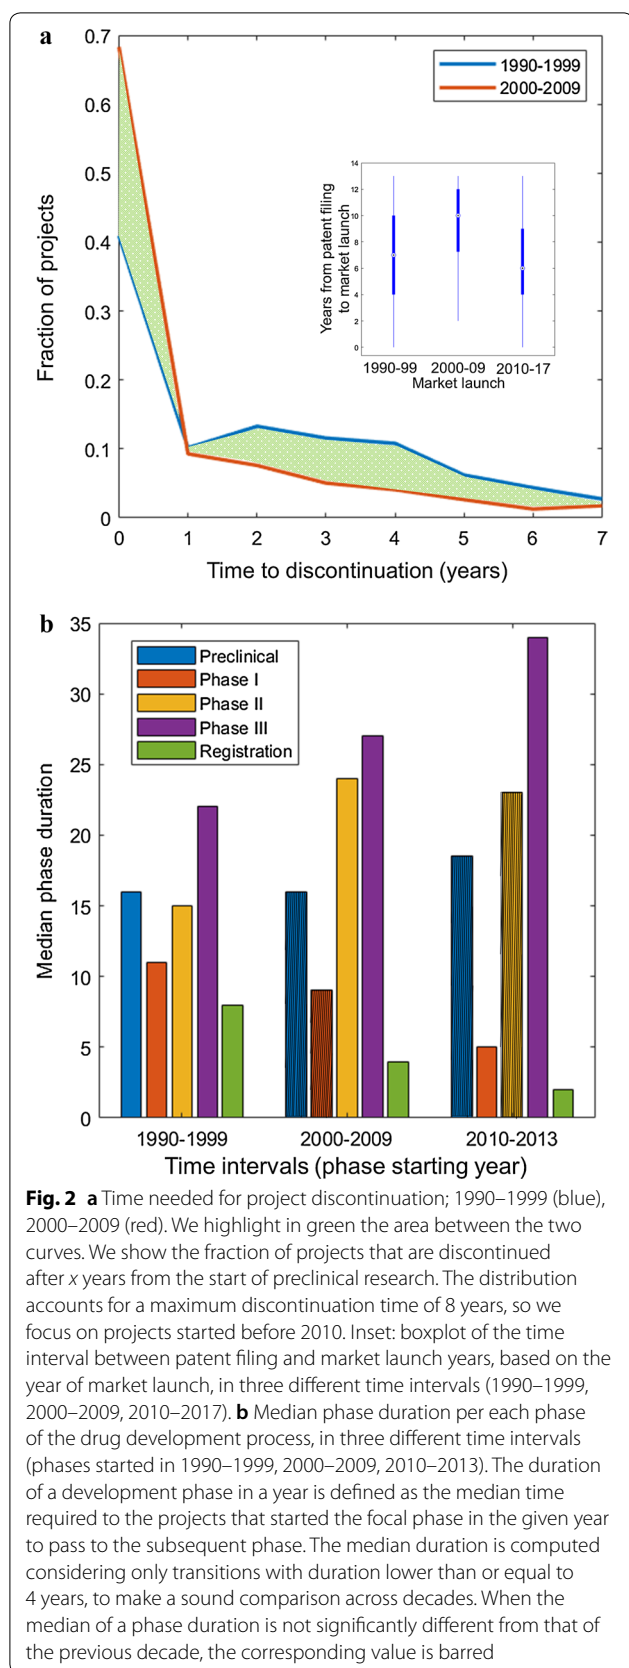 a
0.7
0.6
0.5
0.4
0.3
0.2
0.1
0
Fraction of projects
1990-1999
2000-2009
14
12
10
8
6
4
2
0
Years from patent filing
to market launch
1990-99 2000-09 2010-17
Market launch
0 1 2 3 4 5 6 7
Time to discontinuation (years)
b
35
30
25
20
15
10
5
0
Median phase duration
Preclinical
Phase I
Phase II
Phase III
Registration
1990-1999 2000-2009 2010-2013
Time intervals (phase starting year)
Fig. 2 a Time needed for project discontinuation; 1990–1999 (blue),
2000–2009 (red). We highlight in green the area between the two
curves. We show the fraction of projects that are discontinued
after x years from the start of preclinical research. The distribution
accounts for a maximum discontinuation time of 8 years, so we
focus on projects started before 2010. Inset: boxplot of the time
interval between patent filing and market launch years, based on the
year of market launch, in three different time intervals (1990–1999,
2000–2009, 2010–2017). b Median phase duration per each phase
of the drug development process, in three different time intervals
(phases started in 1990–1999, 2000–2009, 2010–2013). The duration
of a development phase in a year is defined as the median time
required to the projects that started the focal phase in the given year
to pass to the subsequent phase. The median duration is computed
considering only transitions with duration lower than or equal to
4 years, to make a sound comparison across decades. When the
median of a phase duration is not significantly different from that of
the previous decade, the corresponding value is barred